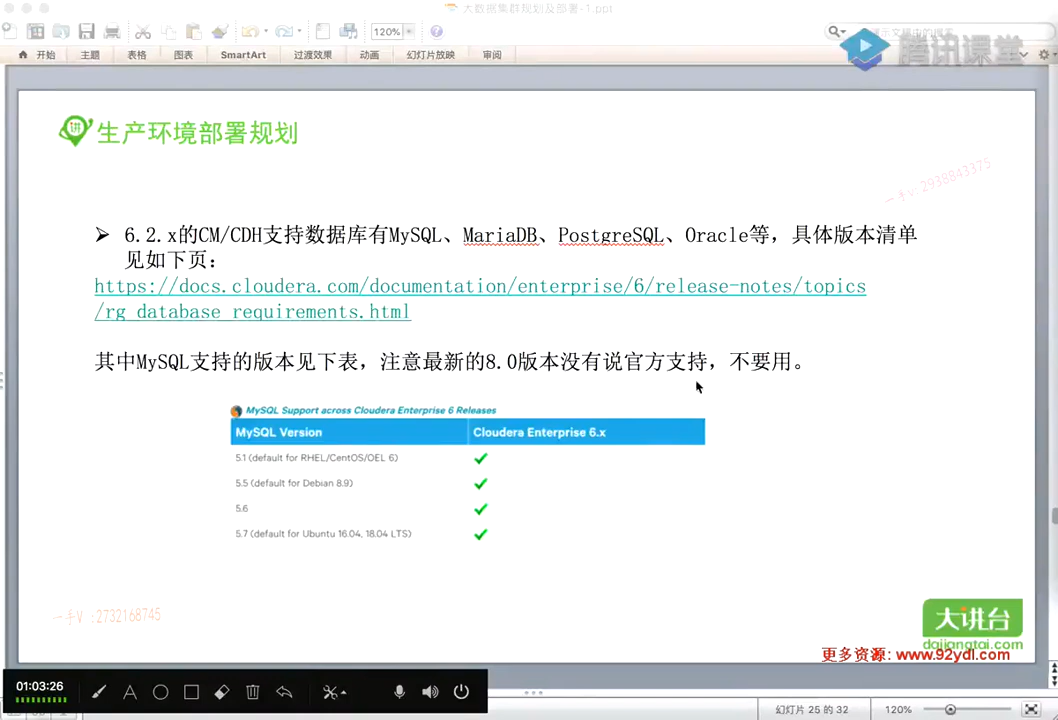 大数据集群规划及部署-1.ppt
120%
腾讯课堂
开始 主题 表格 图表 SmartArt 过渡效果 动画 幻灯片放映 审阅
讲
生产环境部署规划
一手v :2938843375
➢ 6.2.x的CM/CDH支持数据库有MySQL、MariaDB、PostgreSQL、Oracle等，具体版本清单
见如下页：
https://docs.cloudera.com/documentation/enterprise/6/release-notes/topics
/rg_database_requirements.html
其中MySQL支持的版本见下表，注意最新的8.0版本没有说官方支持，不要用。
MySQL Support across Cloudera Enterprise 6 Releases
MySQL Version Cloudera Enterprise 6.x
5.1 (default for RHEL/CentOS/OEL 6)
5.5 (default for Debian 8.9)
5.6
5.7 (default for Ubuntu 16.04, 18.04 LTS)
一手V :2732168745
大讲台
dajiangtai.com
更多资源: www.92ydl.com
01:03:26
幻灯片 25 的 32 120%